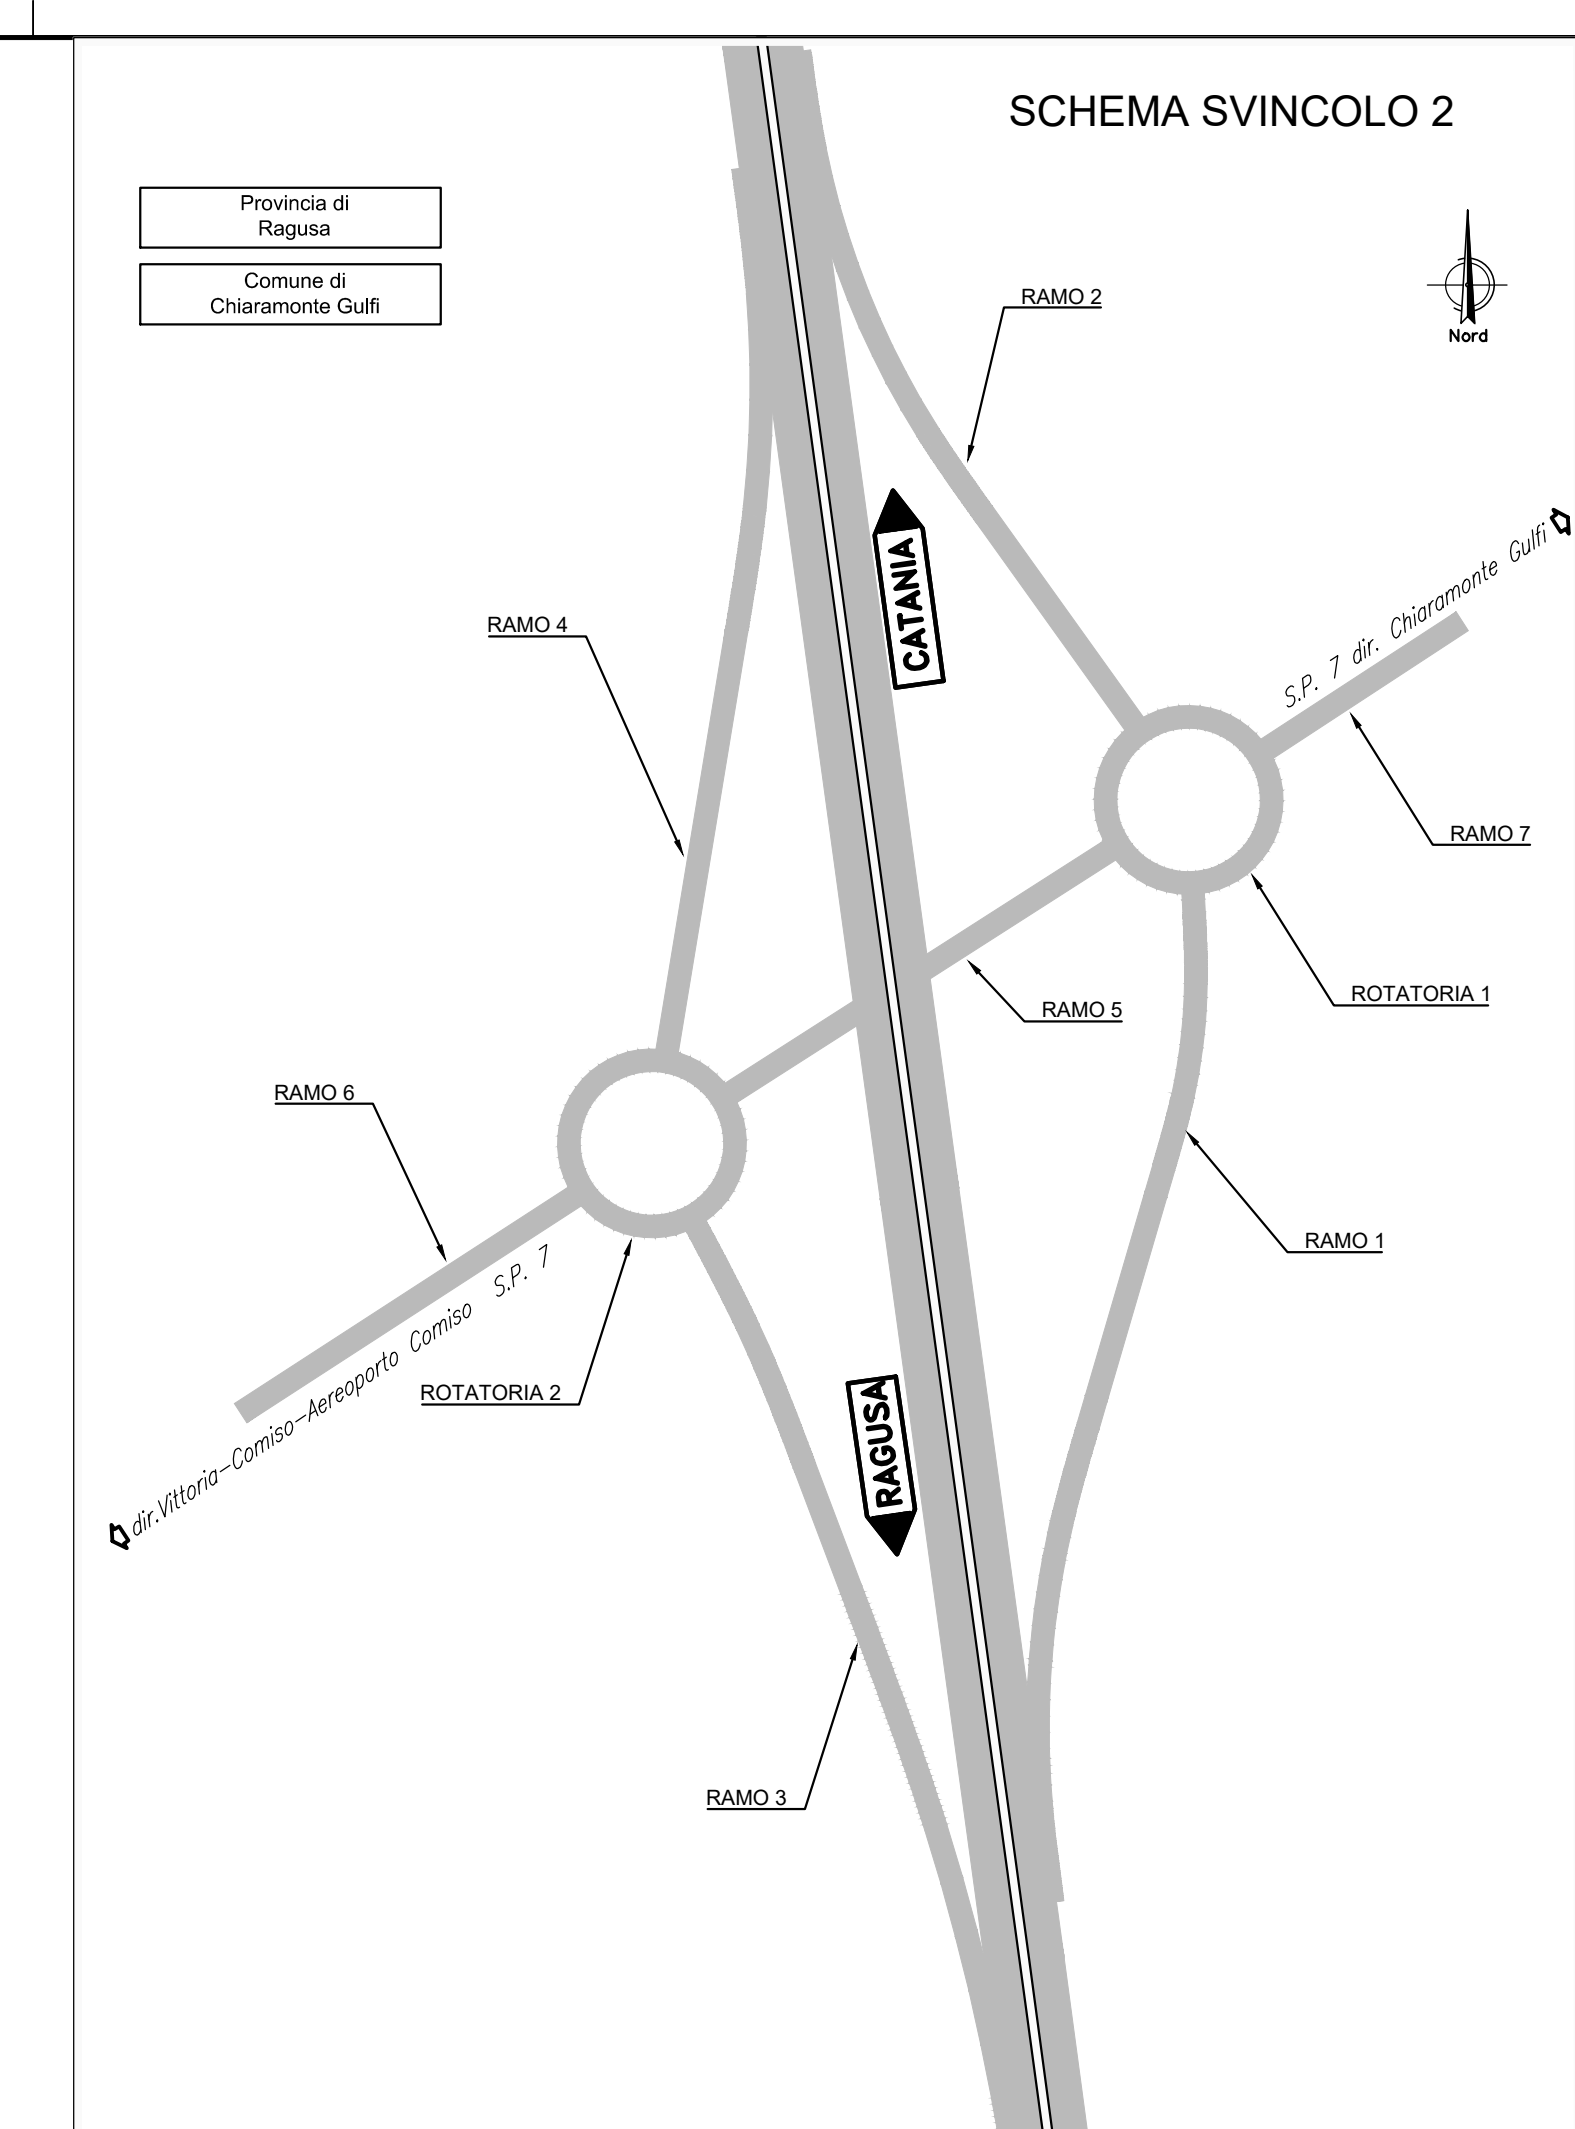 SCHEMA SVINCOLO 2
Provincia di
Ragusa
Comune di
Chiaramonte Gulfi
Nord
RAMO 2
CATANIA
S.P. 7 dir. Chiaramonte Gulfi
RAMO 4
RAMO 7
ROTATORIA 1
RAMO 5
RAMO 6
RAMO 1
dir.Vittoria-Comiso-Aereoporto Comiso S.P. 7
ROTATORIA 2
RAGUSA
RAMO 3